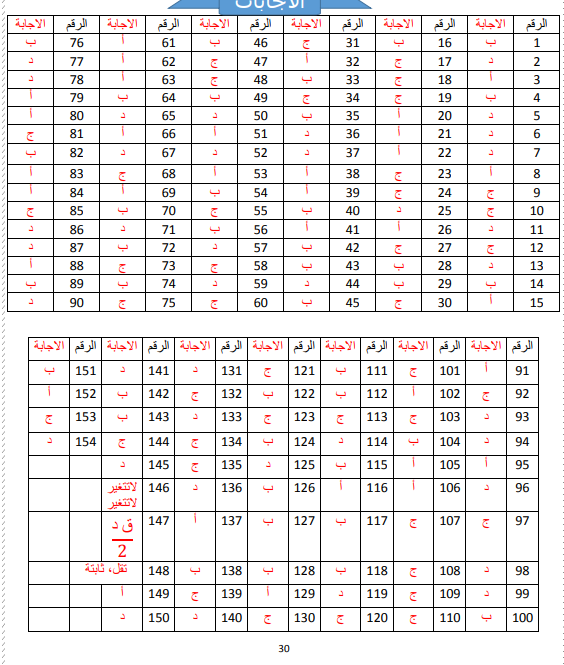 الاجابات
الرقم الاجابة الرقم الاجابة الرقم الاجابة الرقم الاجابة الرقم الاجابة الرقم الاجابة
1 ب 16 ب 31 ج 46 ب 61 أ 76 ب
2 د 17 ج 32 أ 47 ج 62 أ 77 د
3 أ 18 ج 33 ب 48 ج 63 أ 78 د
4 ب 19 ج 34 ج 49 ج 64 ب 79 أ
5 د 20 أ 35 ب 50 د 65 د 80 أ
6 د 21 أ 36 د 51 أ 66 أ 81 ج
7 د 22 أ 37 د 52 د 67 د 82 ب
8 أ 23 ج 38 أ 53 أ 68 ج 83 أ
9 ج 24 ج 39 أ 54 ب 69 أ 84 أ
10 ج 25 د 40 ب 55 ج 70 ب 85 ج
11 د 26 أ 41 أ 56 ب 71 د 86 د
12 ج 27 ج 42 ب 57 د 72 ب 87 د
13 د 28 ب 43 ب 58 ج 73 ج 88 أ
14 ب 29 ب 44 د 59 د 74 ب 89 ب
15 أ 30 ج 45 ب 60 ج 75 ج 90 د
الرقم الاجابة الرقم الاجابة الرقم الاجابة الرقم الاجابة الرقم الاجابة الرقم الاجابة الرقم الاجابة
91 أ 101 ج 111 ب 121 ج 131 د 141 د 151 ب
92 ج 102 أ 112 ب 122 ب 132 ج 142 ب 152 أ
93 د 103 ج 113 ج 123 ج 133 د 143 ب 153 ج
94 د 104 ب 114 د 124 ب 134 ج 144 ج 154 د
95 أ 105 أ 115 ب 125 د 135 ج 145 د
96 د 106 أ 116 أ 126 ب 136 د 146 لاتتغير
لاتتغير
97 ج 107 ج 117 ب 127 ب 137 أ 147 ق د
2
98 د 108 ج 118 ب 128 ب 138 ب 148 تقل، ثابتة
99 د 109 ج 119 د 129 أ 139 ج 149 أ
100 ب 110 ج 120 ج 130 ج 140 د 150 د
30